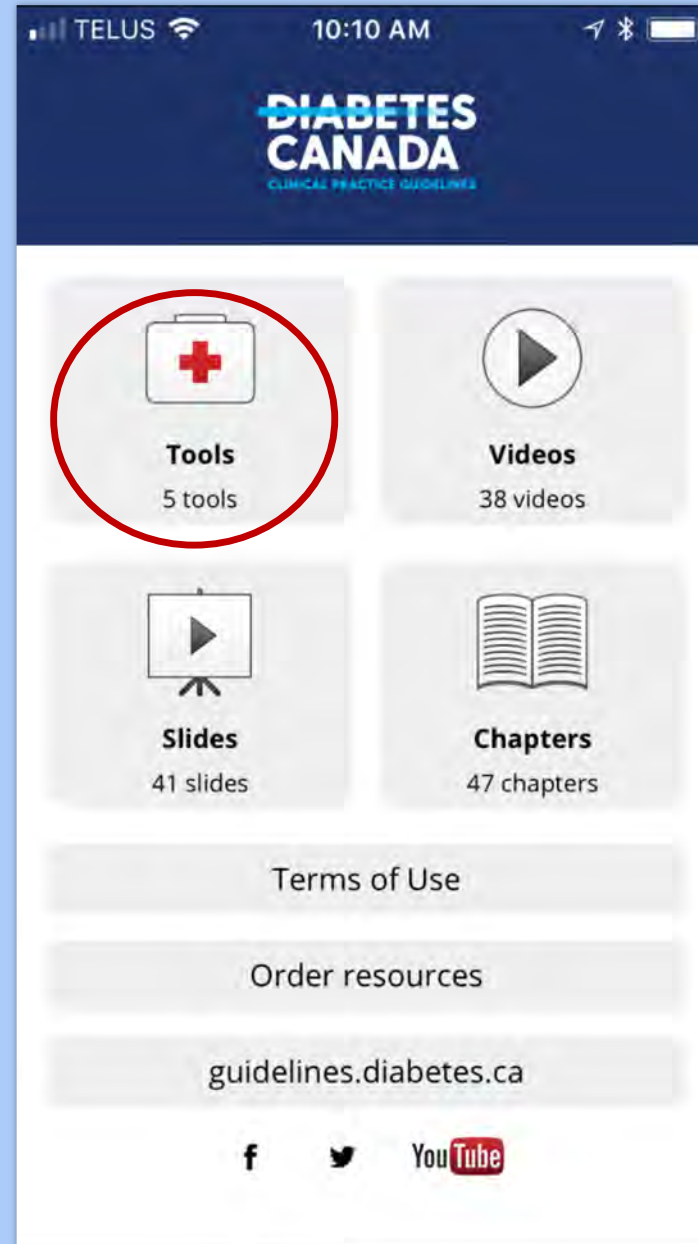 TELUS 10:10 AM
DIABETES
CANADA
CLINICAL PRACTICE GUIDELINES
Tools
5 tools
Videos
38 videos
Slides
41 slides
Chapters
47 chapters
Terms of Use
Order resources
guidelines.diabetes.ca
f YouTube